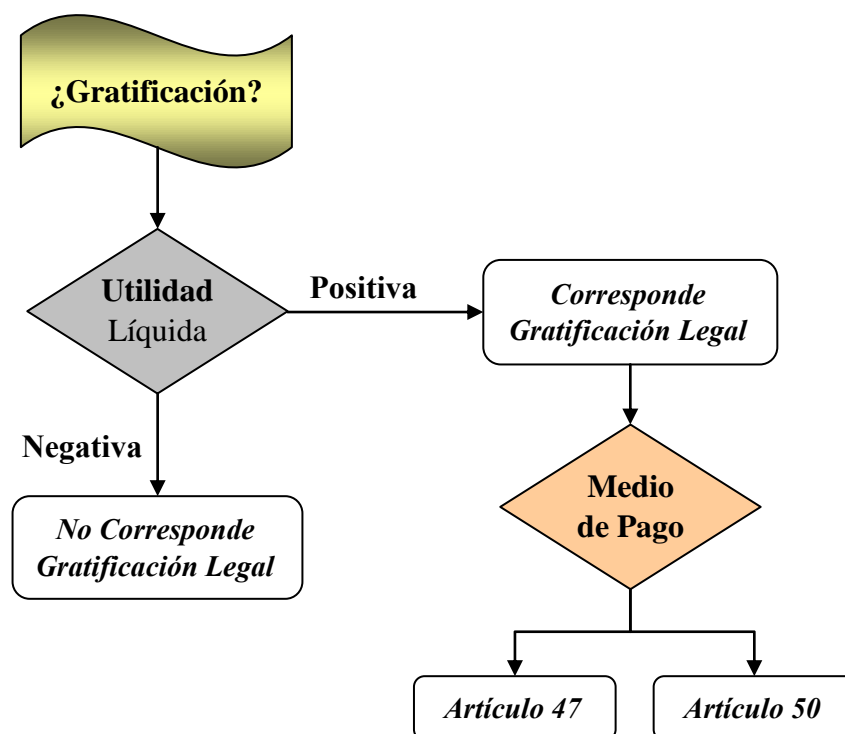 ¿Gratificación?
Utilidad
Líquida
Positiva
Corresponde
Gratificación Legal
Negativa
No Corresponde
Gratificación Legal
Medio
de Pago
Artículo 47
Artículo 50